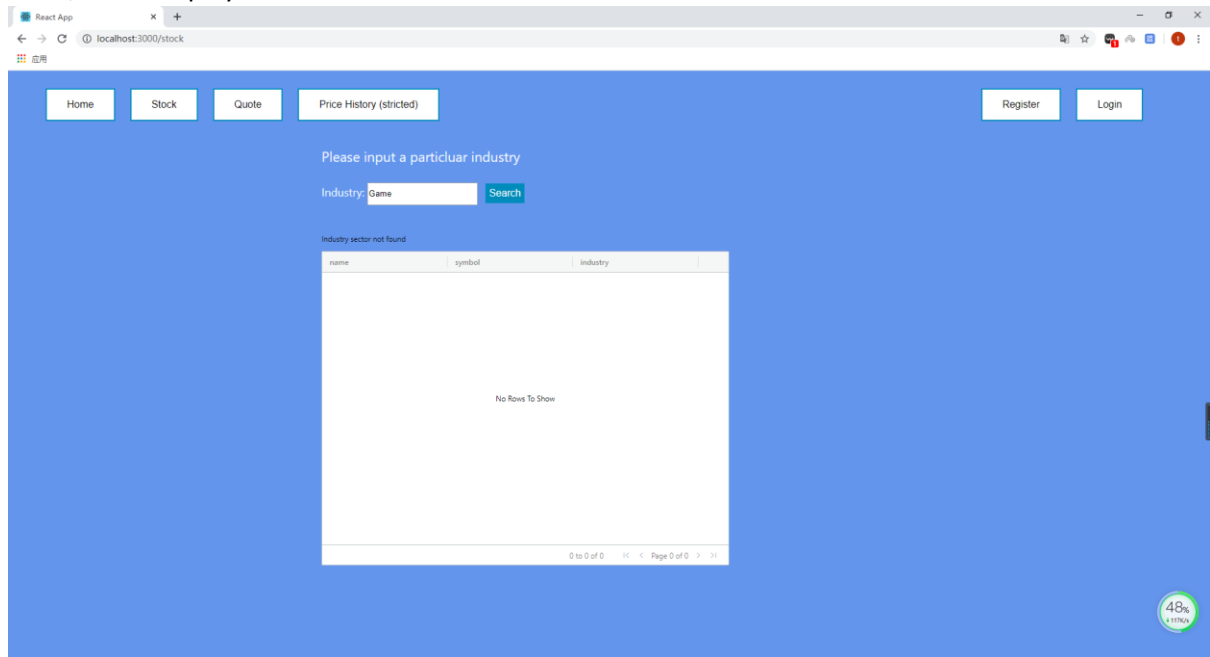 React App
localhost:3000/stock
应用
Home Stock Quote Price History (stricted) Register Login
Please input a particluar industry
Industry: Game Search
Industry sector not found
name symbol industry
No Rows To Show
0 to 0 of 0 Page 0 of 0
48%
117K/s